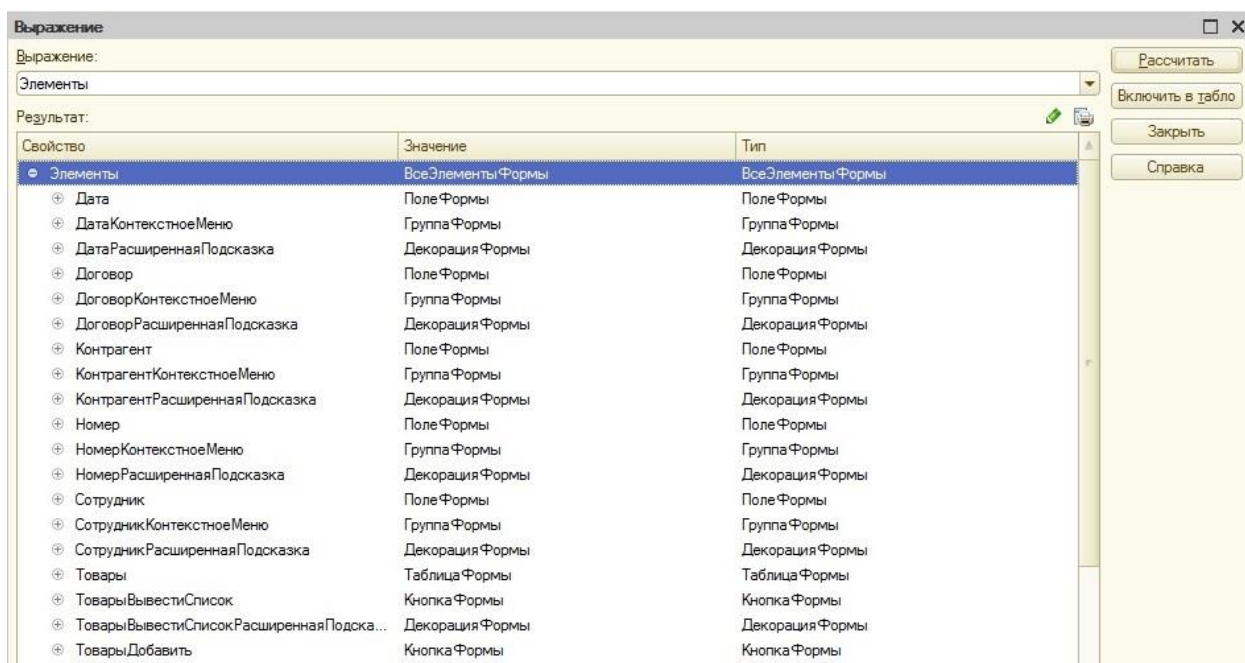 Выражение
Выражение:
Рассчитать
Элементы
Включить в табло
Результат:
Закрыть
Свойство Значение Тип
Справка
Элементы ВсеЭлементыФормы ВсеЭлементыФормы
Дата ПолеФормы ПолеФормы
ДатаКонтекстноеМеню ГруппаФормы ГруппаФормы
ДатаРасширеннаяПодсказка ДекорацияФормы ДекорацияФормы
Договор ПолеФормы ПолеФормы
ДоговорКонтекстноеМеню ГруппаФормы ГруппаФормы
ДоговорРасширеннаяПодсказка ДекорацияФормы ДекорацияФормы
Контрагент ПолеФормы ПолеФормы
КонтрагентКонтекстноеМеню ГруппаФормы ГруппаФормы
КонтрагентРасширеннаяПодсказка ДекорацияФормы ДекорацияФормы
Номер ПолеФормы ПолеФормы
НомерКонтекстноеМеню ГруппаФормы ГруппаФормы
НомерРасширеннаяПодсказка ДекорацияФормы ДекорацияФормы
Сотрудник ПолеФормы ПолеФормы
СотрудникКонтекстноеМеню ГруппаФормы ГруппаФормы
СотрудникРасширеннаяПодсказка ДекорацияФормы ДекорацияФормы
Товары ТаблицаФормы ТаблицаФормы
ТоварыВывестиСписок КнопкаФормы КнопкаФормы
ТоварыВывестиСписокРасширеннаяПодска... ДекорацияФормы ДекорацияФормы
ТоварыДобавить КнопкаФормы КнопкаФормы